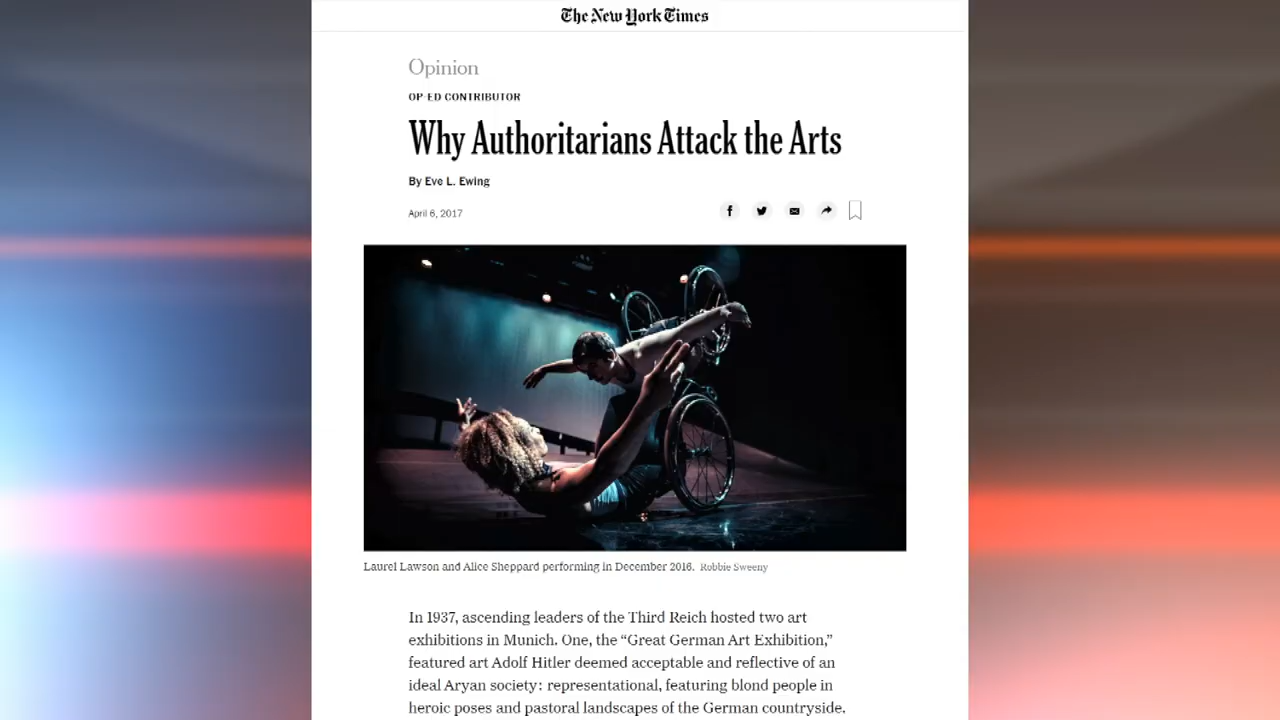 The New York Times
Opinion
OP-ED CONTRIBUTOR
Why Authoritarians Attack the Arts
By Eve L. Ewing
April 6, 2017
Laurel Lawson and Alice Sheppard performing in December 2016. Robbie Sweeny
In 1937, ascending leaders of the Third Reich hosted two art
exhibitions in Munich. One, the “Great German Art Exhibition,”
featured art Adolf Hitler deemed acceptable and reflective of an
ideal Aryan society: representational, featuring blond people in
heroic poses and pastoral landscapes of the German countryside.